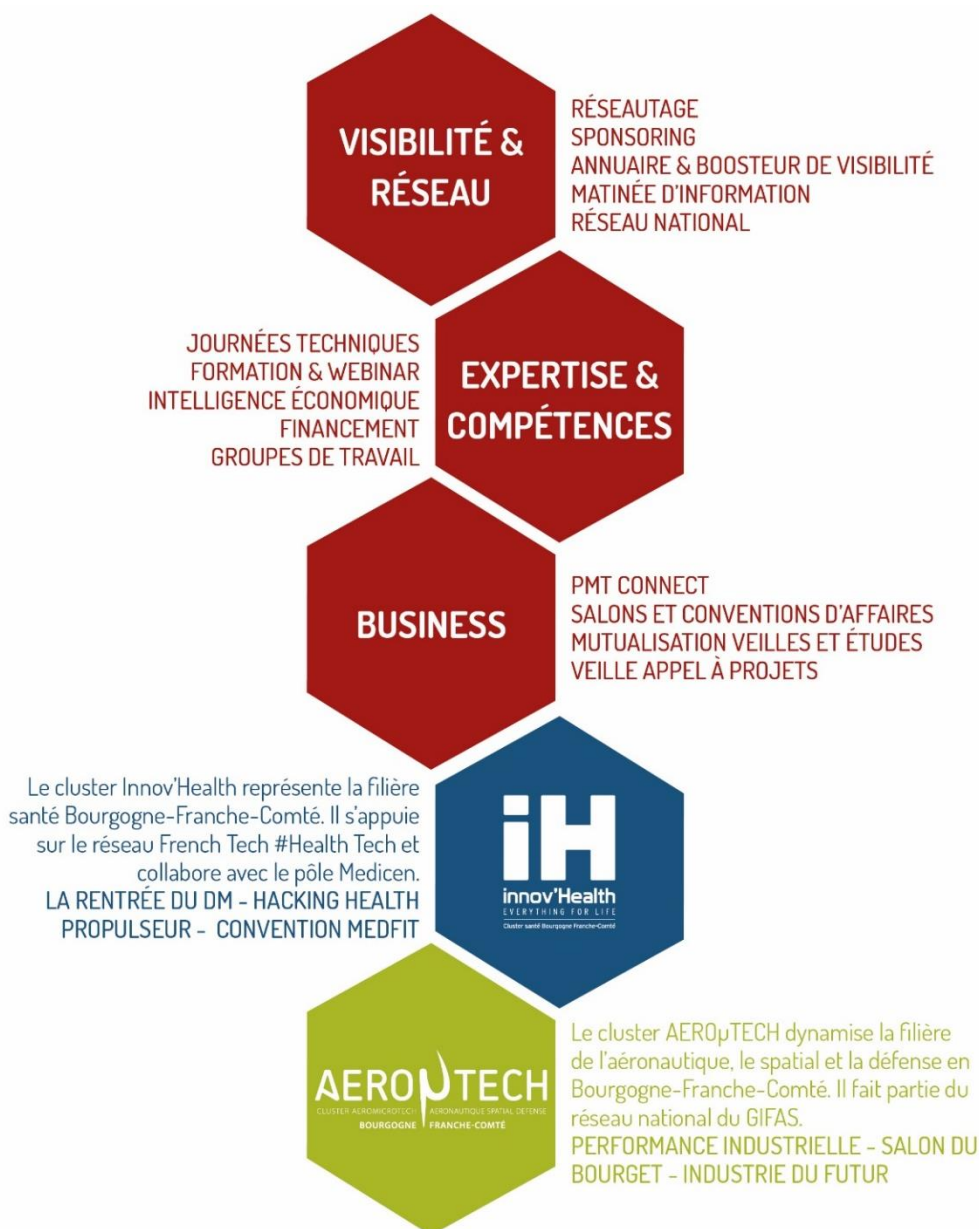 VISIBILITÉ &
RÉSEAU
RÉSEAUTAGE
SPONSORING
ANNUAIRE & BOOSTEUR DE VISIBILITÉ
MATINÉE D'INFORMATION
RÉSEAU NATIONAL
JOURNÉES TECHNIQUES
FORMATION & WEBINAR
INTELLIGENCE ÉCONOMIQUE
FINANCEMENT
GROUPES DE TRAVAIL
EXPERTISE &
COMPÉTENCES
BUSINESS
PMT CONNECT
SALONS ET CONVENTIONS D'AFFAIRES
MUTUALISATION VEILLES ET ÉTUDES
VEILLE APPEL À PROJETS
Le cluster Innov'Health représente la filière
santé Bourgogne-Franche-Comté. Il s'appuie
sur le réseau French Tech #Health Tech et
collabore avec le pôle Medicen.
LA RENTRÉE DU DM - HACKING HEALTH
PROPULSEUR - CONVENTION MEDFIT
iH
innov'Health
EVERYTHING FOR LIFE
Cluster santé Bourgogne Franche-Comté
AEROµTECH
CLUSTER AEROMICROTECH AERONAUTIQUE SPATIAL DEFENSE
BOURGOGNE FRANCHE-COMTÉ
Le cluster AEROµTECH dynamise la filière
de l'aéronautique, le spatial et la défense en
Bourgogne-Franche-Comté. Il fait partie du
réseau national du GIFAS.
PERFORMANCE INDUSTRIELLE - SALON DU
BOURGET - INDUSTRIE DU FUTUR